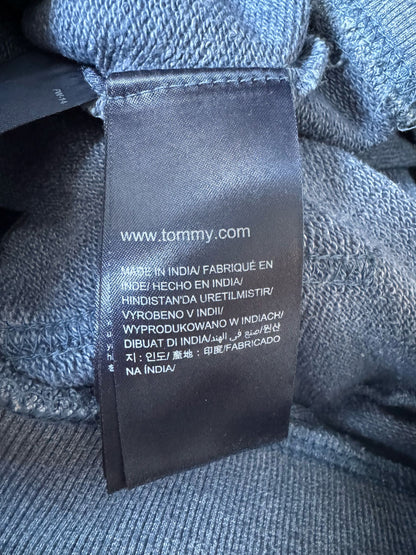 www.tommy.com
MADE IN INDIA/ FABRIQUÉ EN
INDE/ HECHO EN INDIA/
HINDISTAN'DA URETILMISTIR/
VYROBENO V INDII/
WYPRODUKOWANO W INDIACH/
DIBUAT DI INDIA/صنع في الهند/원산
지: 인도/ 產地: 印度/FABRICADO
NA ÍNDIA/